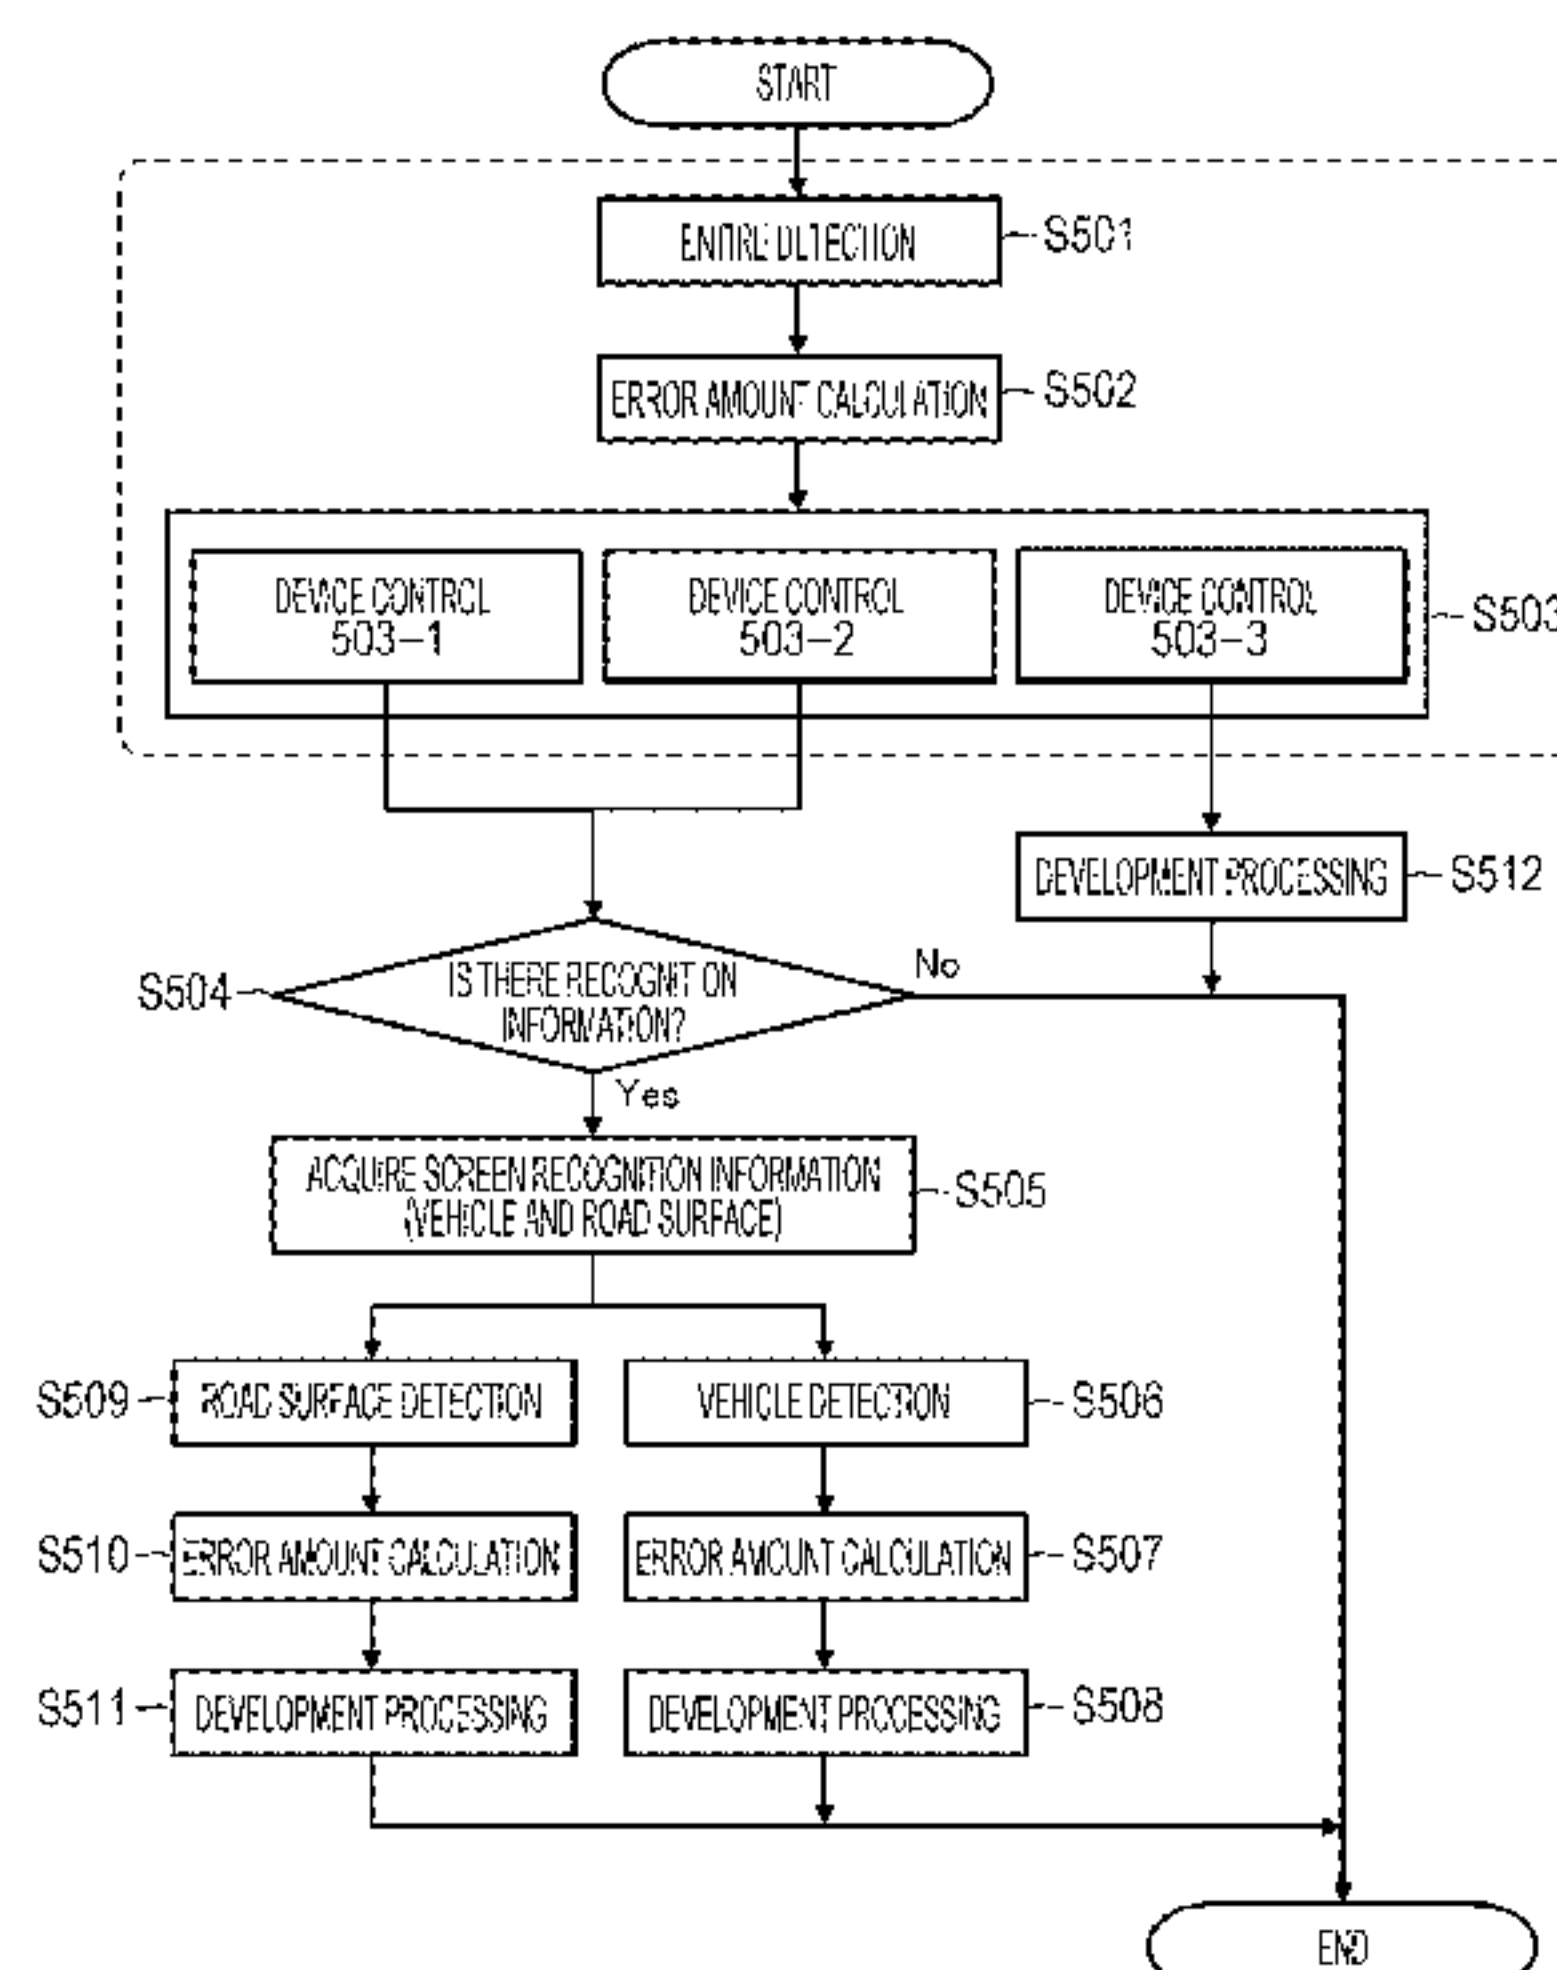 START
ENTIRE DETECTION
S501
ERROR AMOUNT CALCULATION
S502
DEVICE CONTROL
503-1
DEVICE CONTROL
503-2
DEVICE CONTROL
503-3
S503
DEVELOPMENT PROCESSING
S512
S504
IS THERE RECOGNITION
INFORMATION?
No
Yes
ACQUIRE SCREEN RECOGNITION INFORMATION
(VEHICLE AND ROAD SURFACE)
S505
S509
ROAD SURFACE DETECTION
VEHICLE DETECTION
S506
S510
ERROR AMOUNT CALCULATION
ERROR AMOUNT CALCULATION
S507
S511
DEVELOPMENT PROCESSING
DEVELOPMENT PROCESSING
S508
END